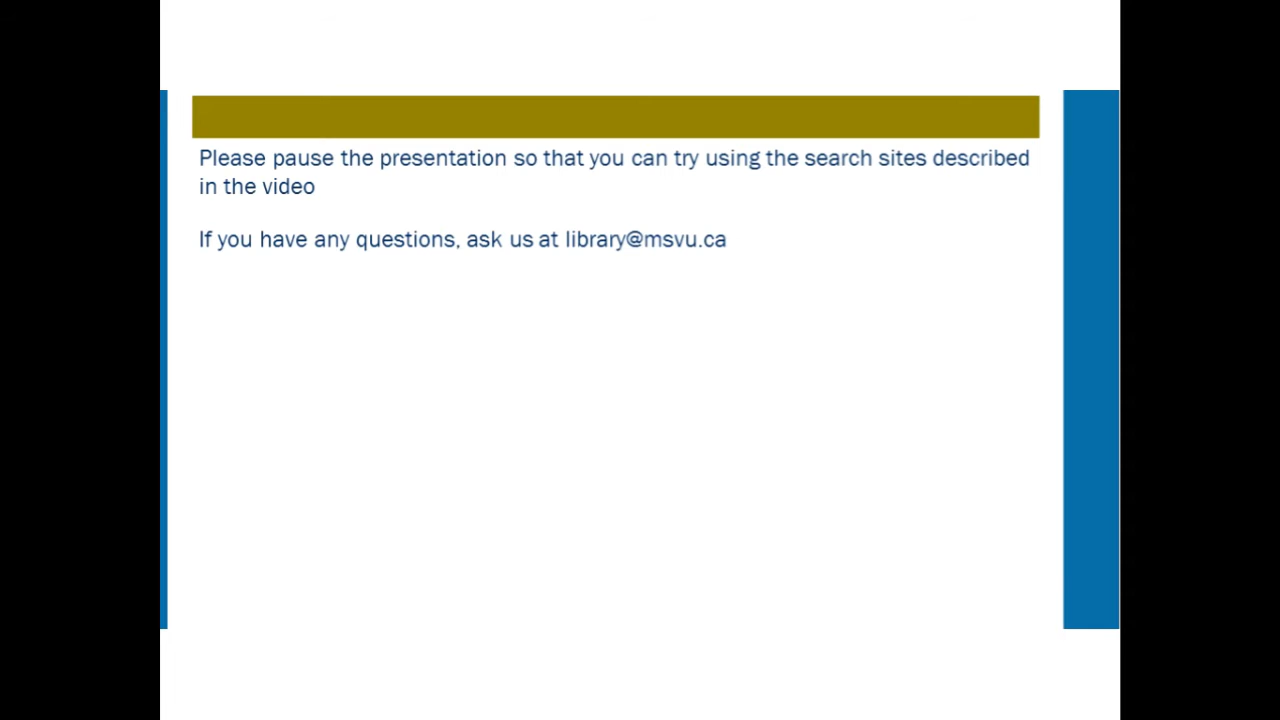 Please pause the presentation so that you can try using the search sites described
in the video
If you have any questions, ask us at library@msvu.ca